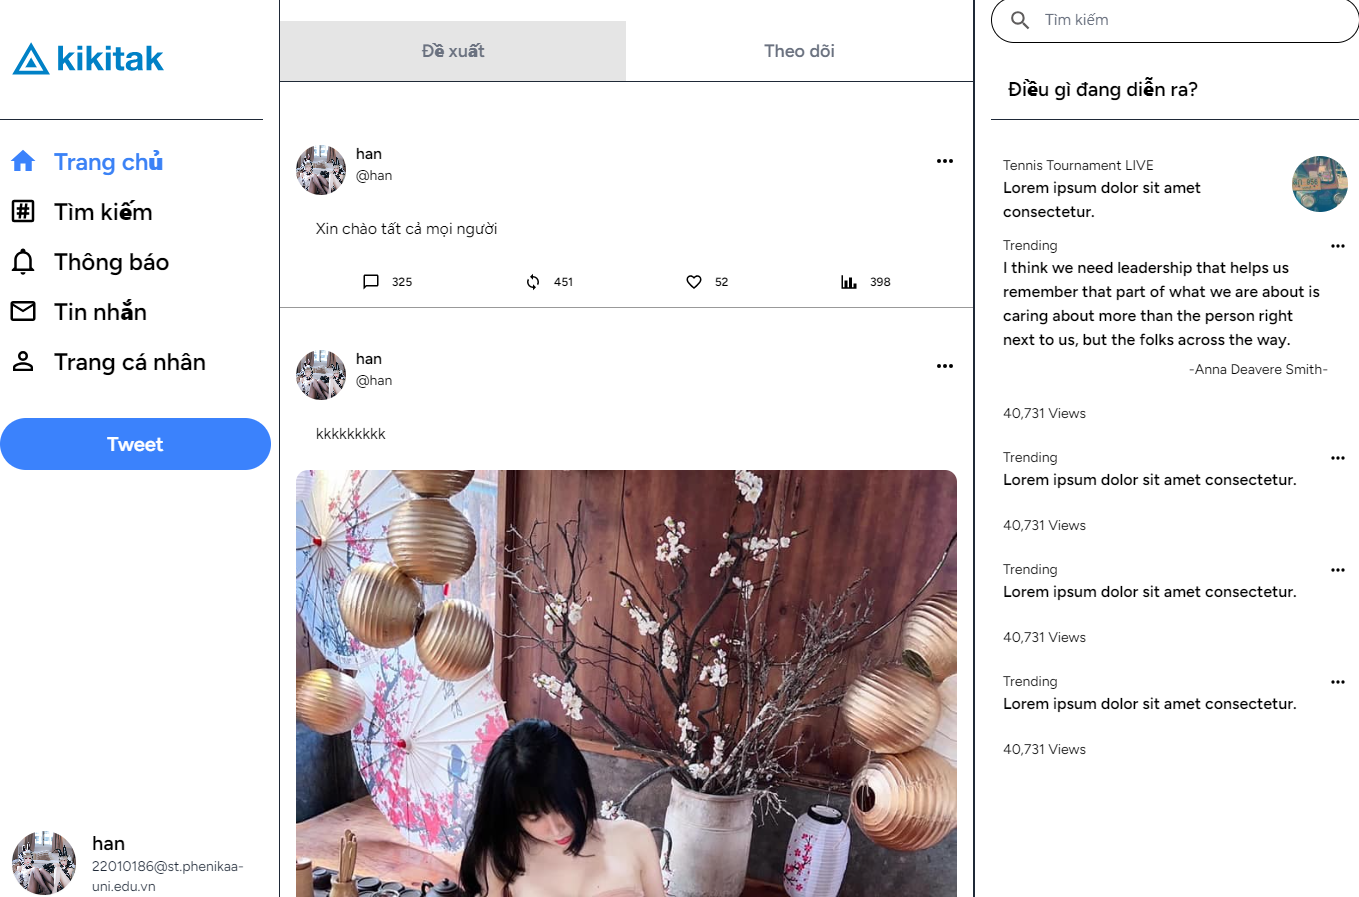 kikitak
Trang chủ
Tìm kiếm
Thông báo
Tin nhắn
Trang cá nhân
Tweet
han
22010186@st.phenikaa-
uni.edu.vn
Đề xuất
Theo dõi
han
@han
Xin chào tất cả mọi người
325
451
52
398
han
@han
kkkkkkkkk
Tìm kiếm
Điều gì đang diễn ra?
Tennis Tournament LIVE
Lorem ipsum dolor sit amet
consectetur.
Trending
I think we need leadership that helps us
remember that part of what we are about is
caring about more than the person right
next to us, but the folks across the way.
-Anna Deavere Smith-
40,731 Views
Trending
Lorem ipsum dolor sit amet consectetur.
40,731 Views
Trending
Lorem ipsum dolor sit amet consectetur.
40,731 Views
Trending
Lorem ipsum dolor sit amet consectetur.
40,731 Views